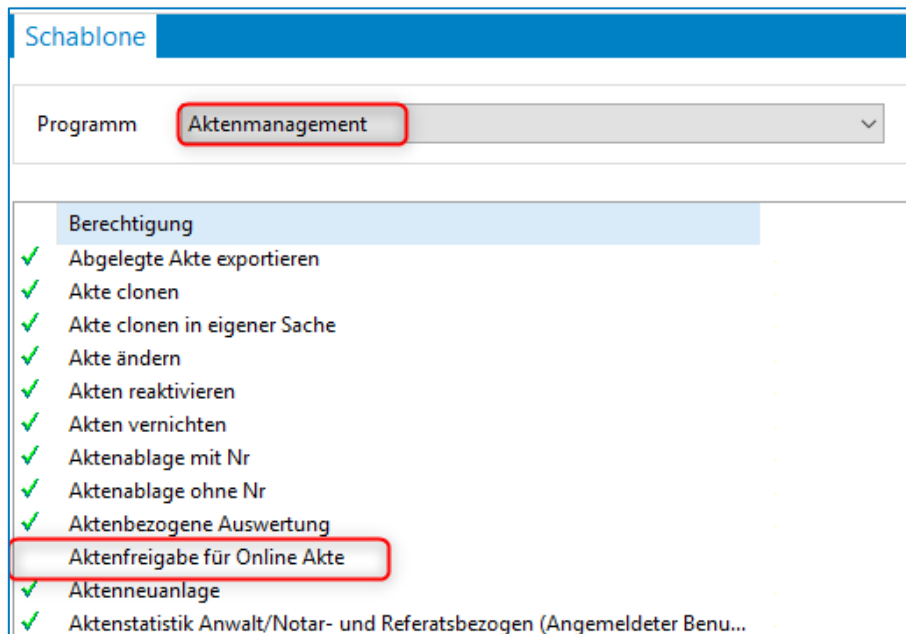 Schablone
Programm Aktenmanagement
Berechtigung
Abgelegte Akte exportieren
Akte clonen
Akte clonen in eigener Sache
Akte ändern
Akten reaktivieren
Akten vernichten
Aktenablage mit Nr
Aktenablage ohne Nr
Aktenbezogene Auswertung
Aktenfreigabe für Online Akte
Aktenneuanlage
Aktenstatistik Anwalt/Notar- und Referatsbezogen (Angemeldeter Benu...